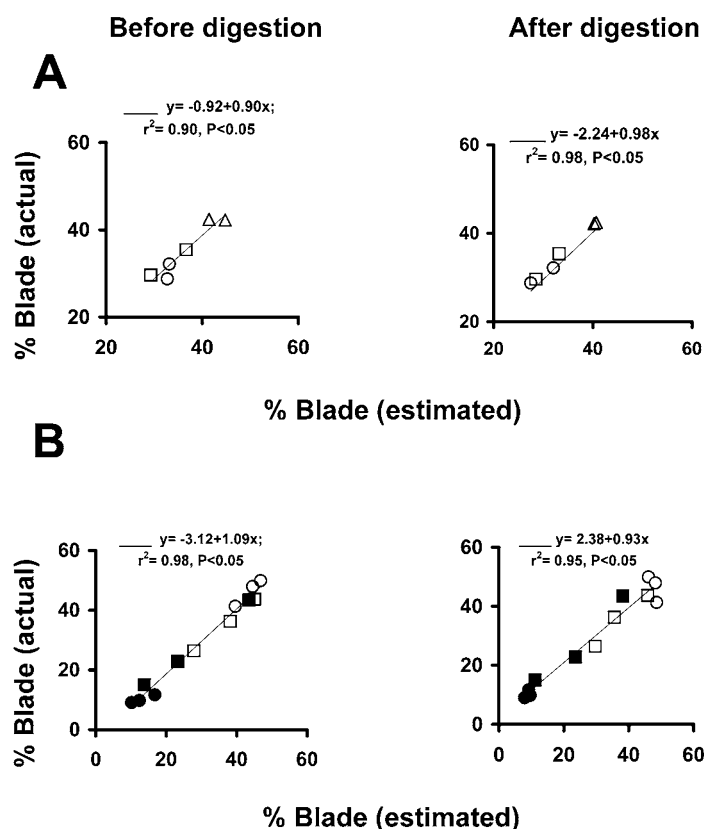 Before digestion
After digestion
A
y= -0.92+0.90x;
r²= 0.90, P<0.05
y= -2.24+0.98x
r²= 0.98, P<0.05
% Blade (actual)
60
40
20
20 40 60
60
40
20
20 40 60
% Blade (estimated)
B
y= -3.12+1.09x;
r²= 0.98, P<0.05
y= 2.38+0.93x
r²= 0.95, P<0.05
% Blade (actual)
60
40
20
0
0 20 40 60
60
40
20
0
0 20 40 60
% Blade (estimated)